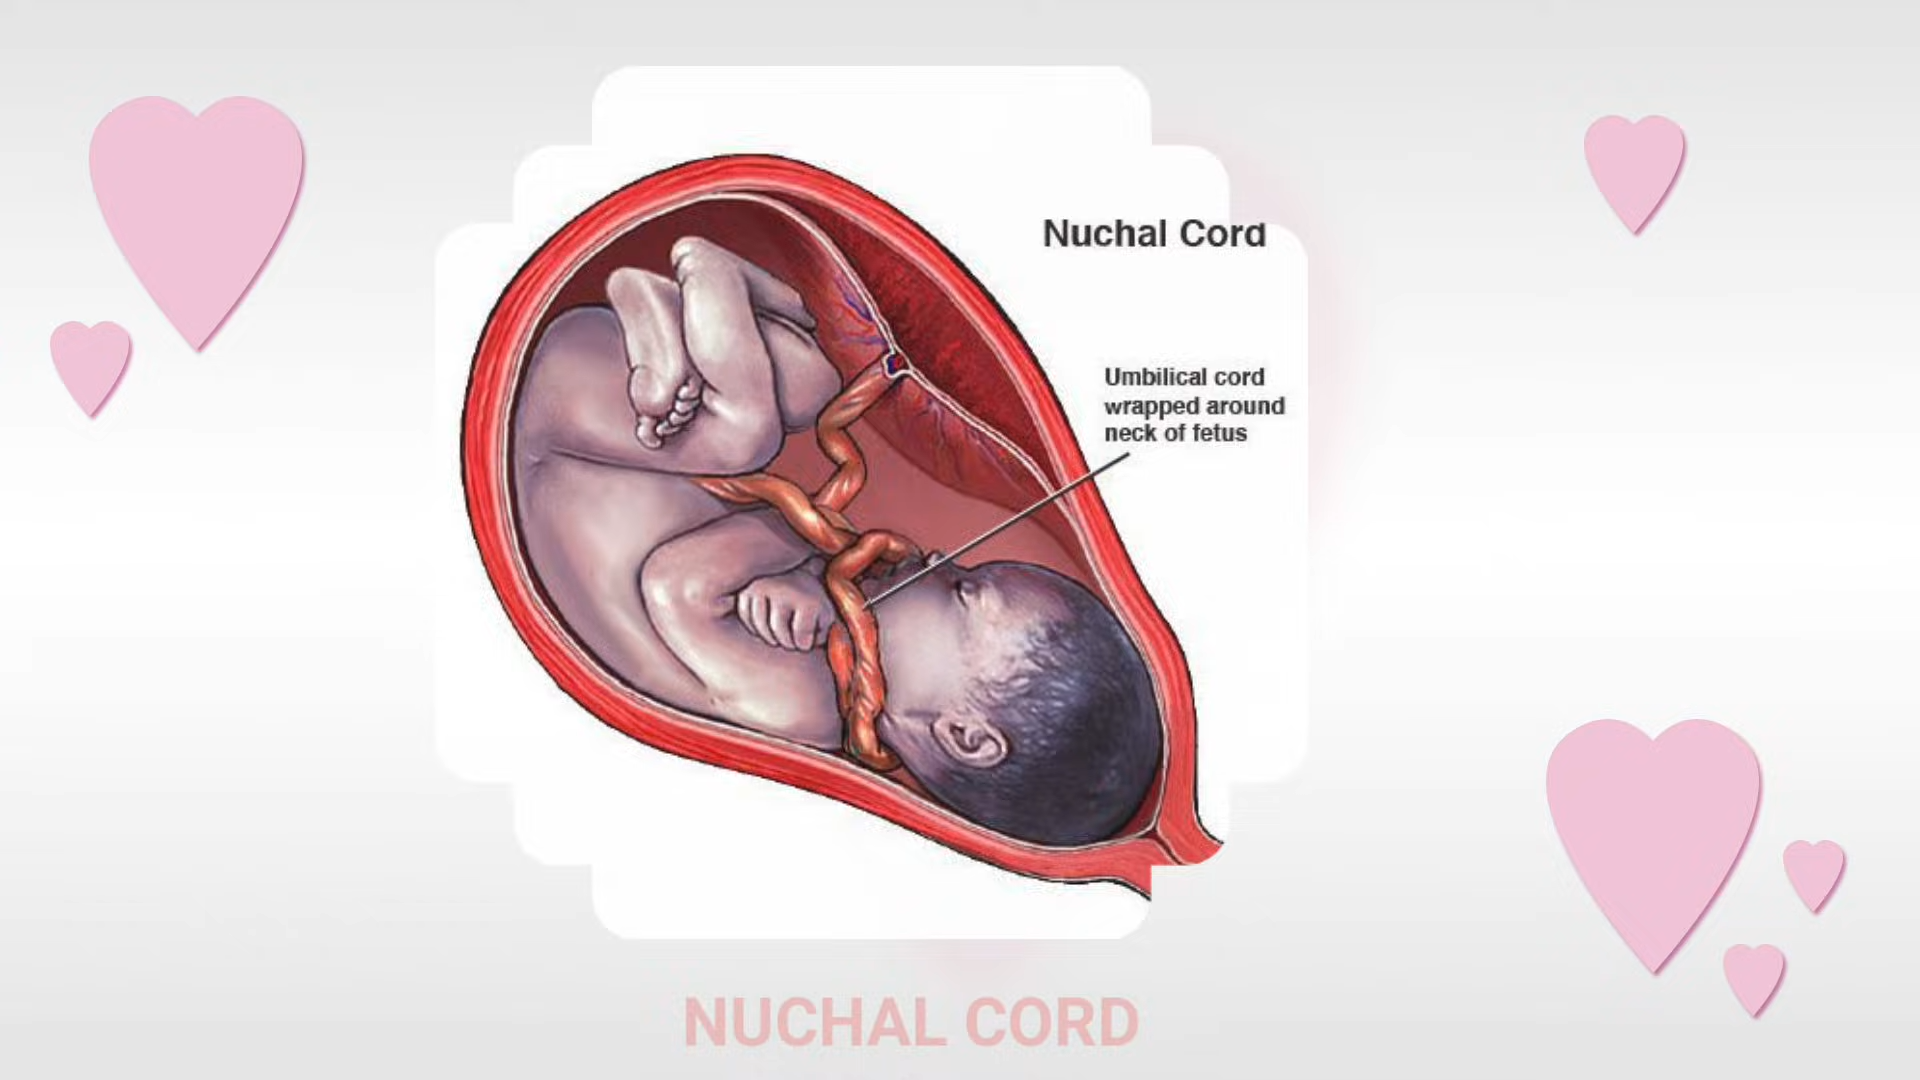 Nuchal Cord
Umbilical cord
wrapped around
neck of fetus
NUCHAL CORD